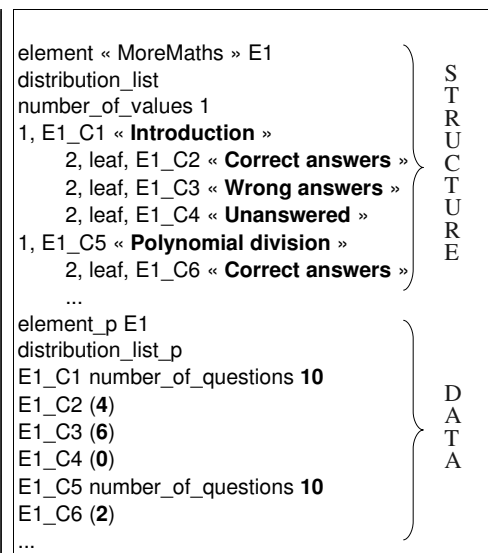 element « MoreMaths » E1
distribution_list
number_of_values 1
1, E1_C1 « Introduction »
2, leaf, E1_C2 « Correct answers »
2, leaf, E1_C3 « Wrong answers »
2, leaf, E1_C4 « Unanswered »
1, E1_C5 « Polynomial division »
2, leaf, E1_C6 « Correct answers »
...
STRUCTURE
element_p E1
distribution_list_p
E1_C1 number_of_questions 10
E1_C2 (4)
E1_C3 (6)
E1_C4 (0)
E1_C5 number_of_questions 10
E1_C6 (2)
...
DATA